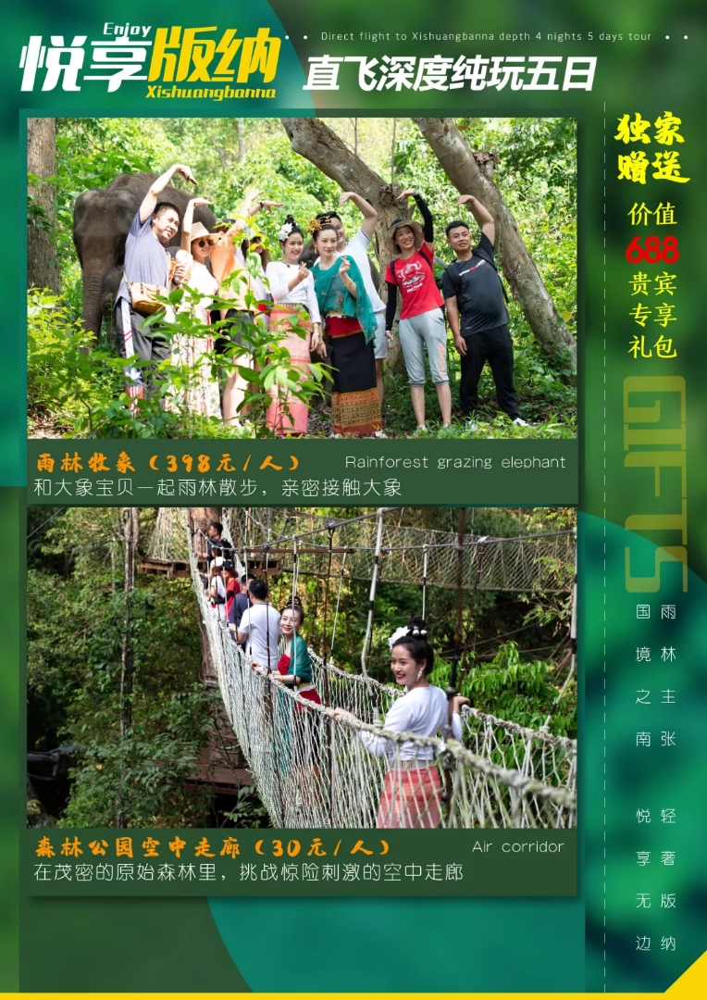 Enjoy
悦享版纳
Xishuangbanna
Direct flight to Xishuangbanna depth 4 nights 5 days tour
直飞深度纯玩五日
独家
赠送
价值
688
贵宾
专享
礼包
GIFTS
雨林主张 轻奢版纳
国境之南 悦享无边
雨林牧象（398元/人）
Rainforest grazing elephant
和大象宝贝一起雨林散步，亲密接触大象
森林公园空中走廊（30元/人）
Air corridor
在茂密的原始森林里，挑战惊险刺激的空中走廊